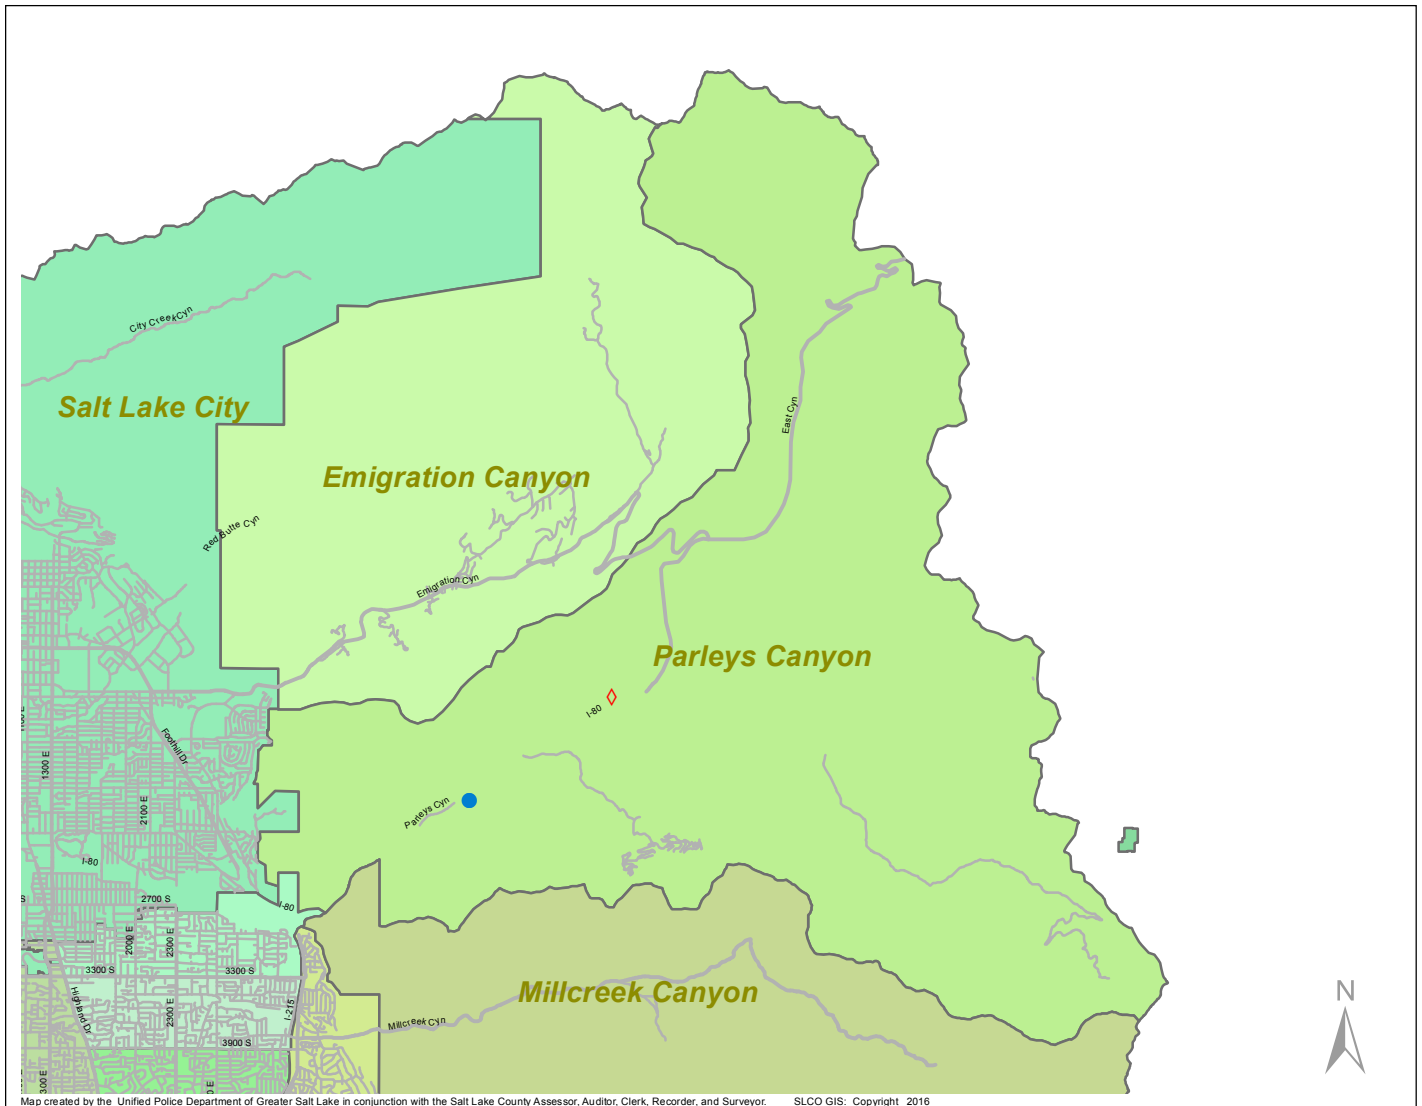 City Creek Cyn
Salt Lake City
East Cyn
Emigration Canyon
Red Butte Cyn
Emigration Cyn
Parleys Canyon
I-80
Foothill Dr
1300 E
2100 E
Parleys Cyn
I-80
2700 S
I-80
S
2000 E
2300 E
3300 S
3300 S
Highland Dr
2300 E
I-215
Millcreek Canyon
Millcreek Cyn
3900 S
N
Map created by the Unified Police Department of Greater Salt Lake in conjunction with the Salt Lake County Assessor, Auditor, Clerk, Recorder, and Surveyor. SLCO GIS: Copyright 2016